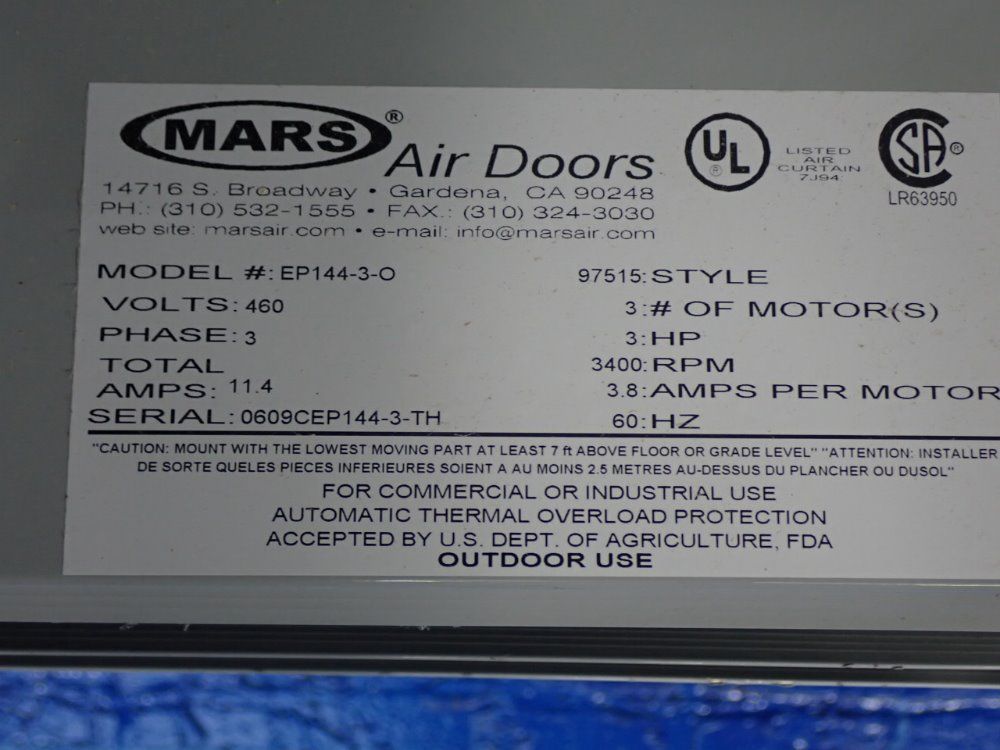 MARS® Air Doors
14716 S. Broadway • Gardena, CA 90248
PH.: (310) 532-1555 • FAX.: (310) 324-3030
web site: marsair.com • e-mail: info@marsair.com
UL
®
LISTED
AIR
CURTAIN
7J94
SA ®
LR63950
MODEL #: EP144-3-O
VOLTS: 460
PHASE: 3
TOTAL
AMPS: 11.4
SERIAL: 0609CEP144-3-TH
97515: STYLE
3: # OF MOTOR(S)
3: HP
3400: RPM
3.8: AMPS PER MOTOR
60: HZ
"CAUTION: MOUNT WITH THE LOWEST MOVING PART AT LEAST 7 ft ABOVE FLOOR OR GRADE LEVEL" "ATTENTION: INSTALLER
DE SORTE QUELES PIECES INFERIEURES SOIENT A AU MOINS 2.5 METRES AU-DESSUS DU PLANCHER OU DUSOL"
FOR COMMERCIAL OR INDUSTRIAL USE
AUTOMATIC THERMAL OVERLOAD PROTECTION
ACCEPTED BY U.S. DEPT. OF AGRICULTURE, FDA
OUTDOOR USE